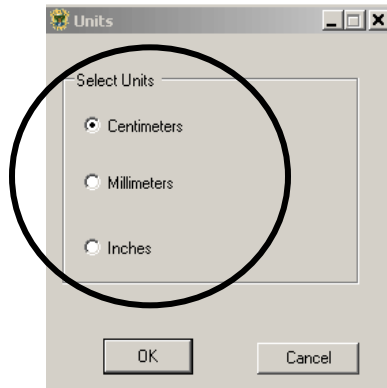 Units
Select Units
Centimeters
Millimeters
Inches
OK
Cancel